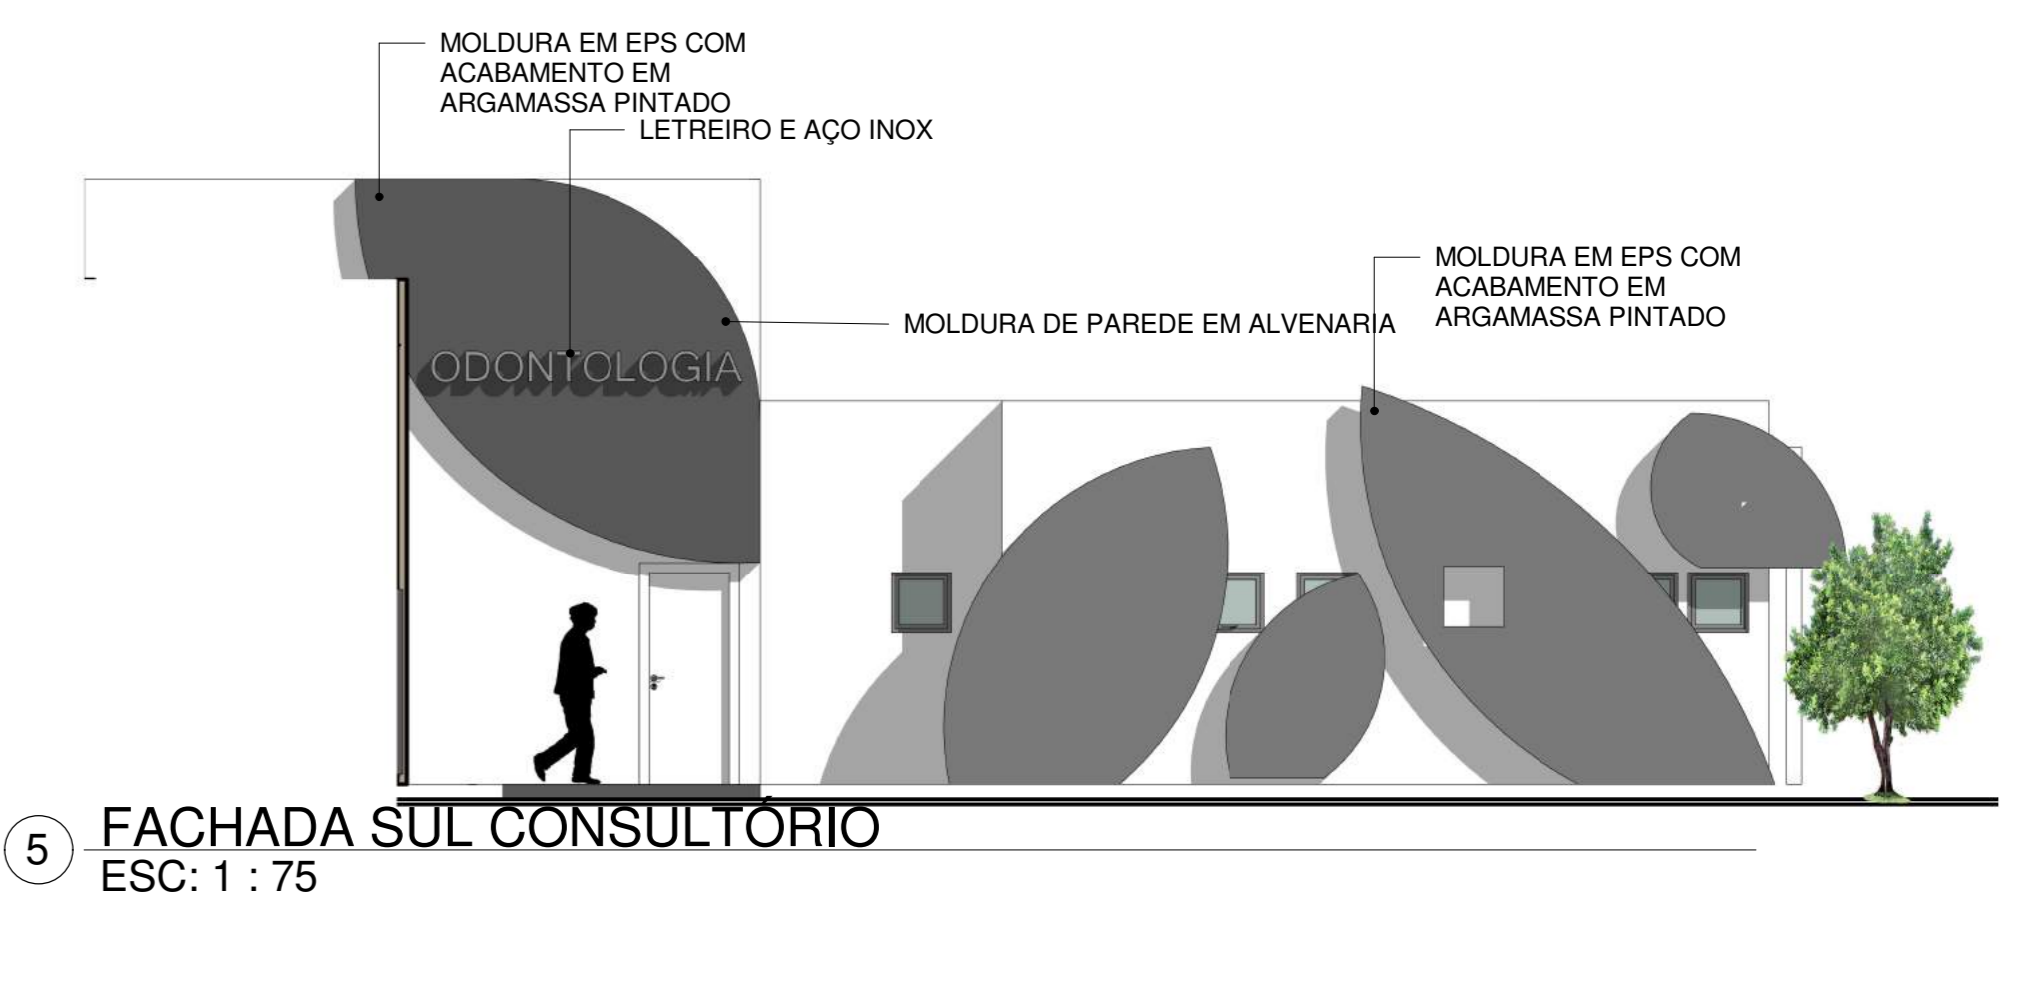 MOLDURA EM EPS COM
ACABAMENTO EM
ARGAMASSA PINTADO
LETREIRO E AÇO INOX
MOLDURA EM EPS COM
ACABAMENTO EM
ARGAMASSA PINTADO
MOLDURA DE PAREDE EM ALVENARIA
ODONTOLOGIA
5
FACHADA SUL CONSULTÓRIO
ESC: 1 : 75